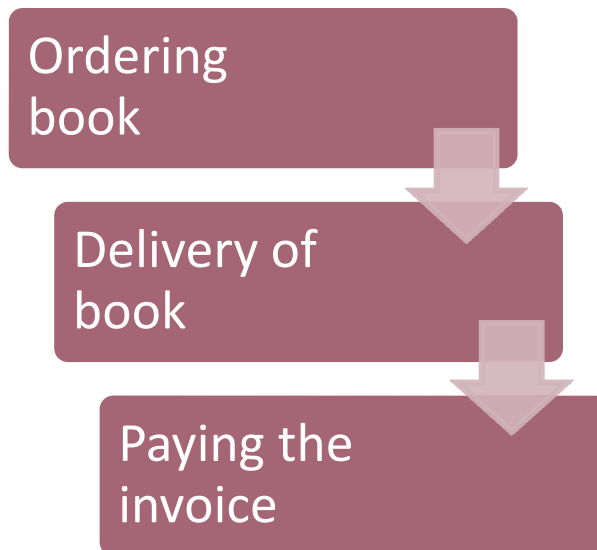 Ordering
book
Delivery of
book
Paying the
invoice